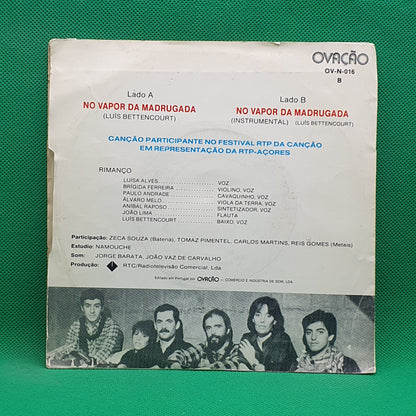 OVAÇÃO
OV-N-016
B
Lado A
NO VAPOR DA MADRUGADA
(LUÍS BETTENCOURT)
Lado B
NO VAPOR DA MADRUGADA
(INSTRUMENTAL) (LUÍS BETTENCOURT)
CANÇÃO PARTICIPANTE NO FESTIVAL RTP DA CANÇÃO
EM REPRESENTAÇÃO DA RTP-AÇORES
RIMANÇO
LUÍSA ALVES VOZ
BRÍGIDA FERREIRA VIOLINO, VOZ
PAULO ANDRADE CAVAQUINHO, VOZ
ÁLVARO MELO VIOLA DA TERRA, VOZ
ANÍBAL RAPOSO SINTETIZADOR, VOZ
JOÃO LIMA FLAUTA
LUÍS BETTENCOURT BAIXO, VOZ
Participação: ZECA SOUZA (Bateria), TOMAZ PIMENTEL, CARLOS MARTINS, REIS GOMES (Metais)
Estúdio: NAMOUCHE
Som: JORGE BARATA, JOÃO VAZ DE CARVALHO
Produção: RTC/Radiotelevisão Comercial, Lda.
Editado em Portugal por OVAÇÃO — COMÉRCIO E INDÚSTRIA DE SOM, LDA.